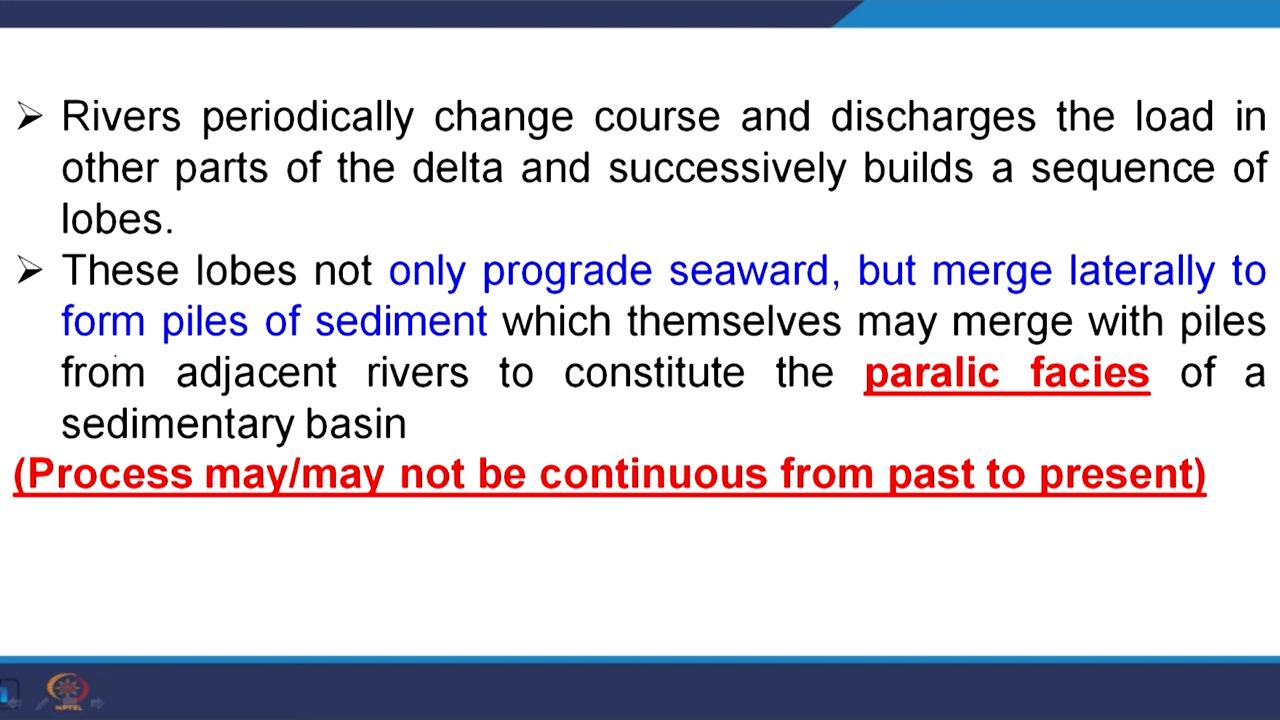 ➢ Rivers periodically change course and discharges the load in
other parts of the delta and successively builds a sequence of
lobes.
➢ These lobes not only prograde seaward, but merge laterally to
form piles of sediment which themselves may merge with piles
from adjacent rivers to constitute the paralic facies of a
sedimentary basin
(Process may/may not be continuous from past to present)
NPTEL